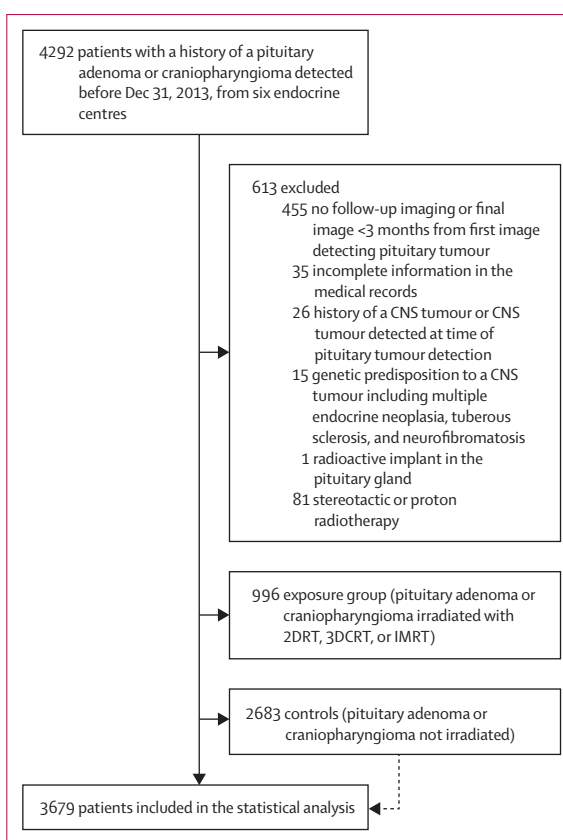 4292 patients with a history of a pituitary
adenoma or craniopharyngioma detected
before Dec 31, 2013, from six endocrine
centres
613 excluded
455 no follow-up imaging or final
image <3 months from first image
detecting pituitary tumour
35 incomplete information in the
medical records
26 history of a CNS tumour or CNS
tumour detected at time of
pituitary tumour detection
15 genetic predisposition to a CNS
tumour including multiple
endocrine neoplasia, tuberous
sclerosis, and neurofibromatosis
1 radioactive implant in the
pituitary gland
81 stereotactic or proton
radiotherapy
996 exposure group (pituitary adenoma or
craniopharyngioma irradiated with
2DRT, 3DCRT, or IMRT)
2683 controls (pituitary adenoma or
craniopharyngioma not irradiated)
3679 patients included in the statistical analysis